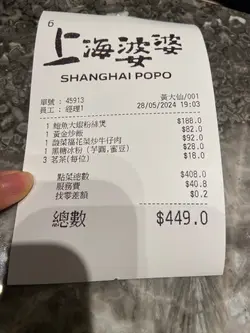 6
上海婆婆
SHANGHAI POPO
單號 : 45913 黃大仙/001
員工 : 經理1 28/05/2024 19:03
1 鮑魚大蝦粉絲煲 $188.0
1 黃金炒飯 $82.0
1 酸菜椰花菜炒牛仔肉 $92.0
1 黑糖冰粉 (芋圓,蜜豆) $28.0
3 茗茶(每位) $18.0
點菜總數 $408.0
服務費 $40.8
找零差額 $0.2
總數 $449.0